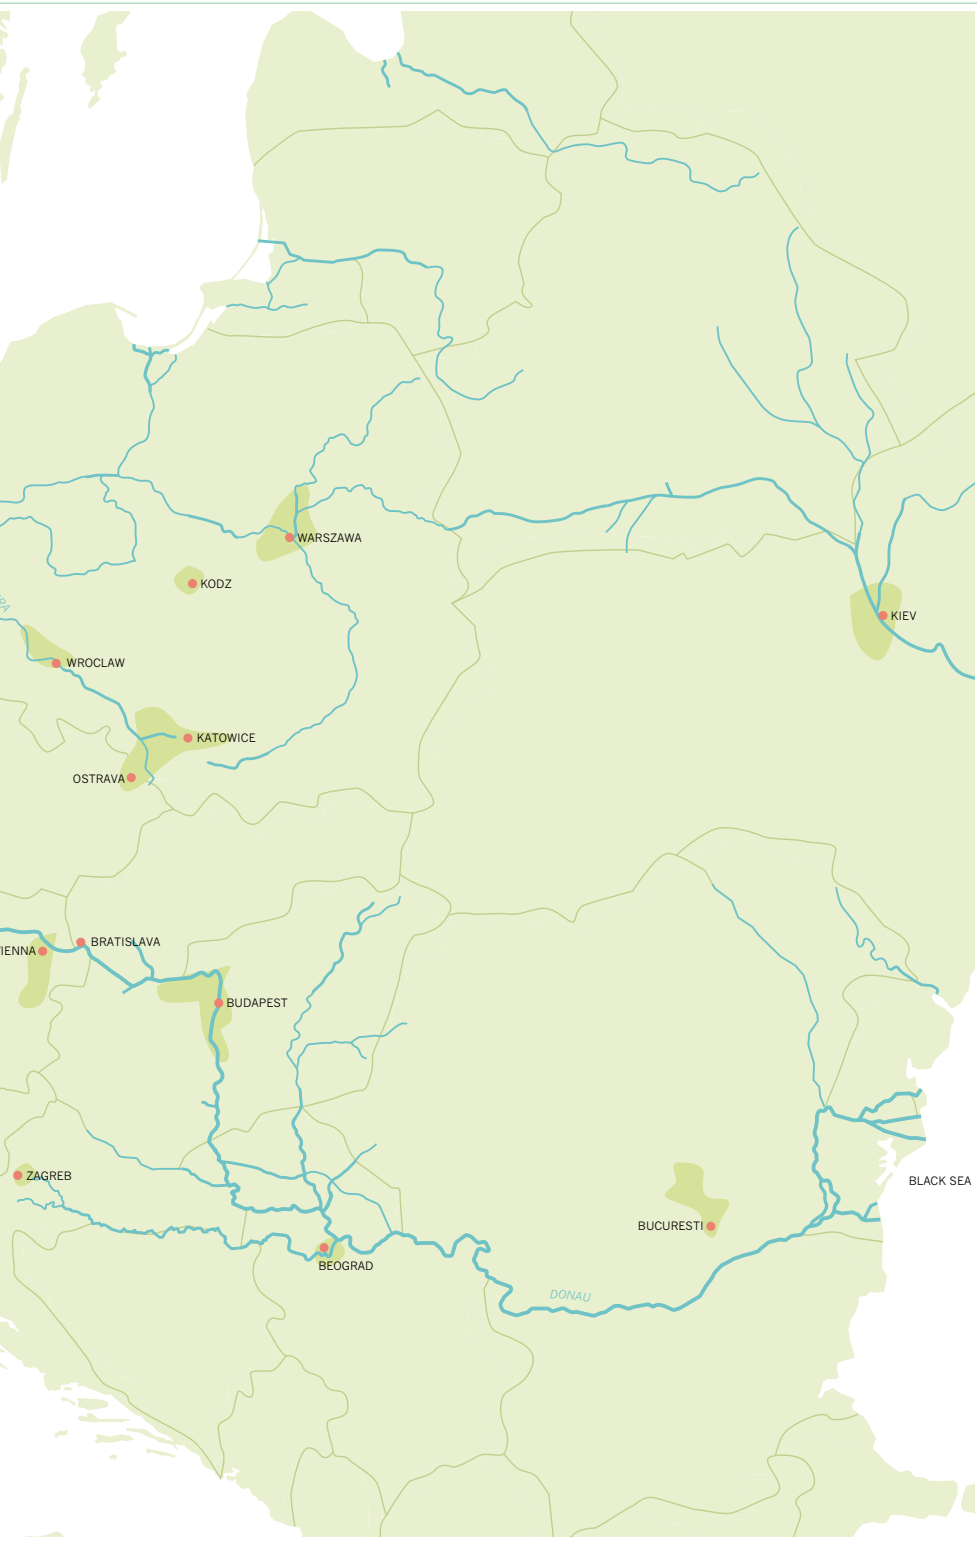 WARSZAWA
KODZ
KIEV
WROCLAW
KATOWICE
OSTRAVA
BRATISLAVA
IENNA
BUDAPEST
ZAGREB
BLACK SEA
BUCURESTI
BEOGRAD
DONAU